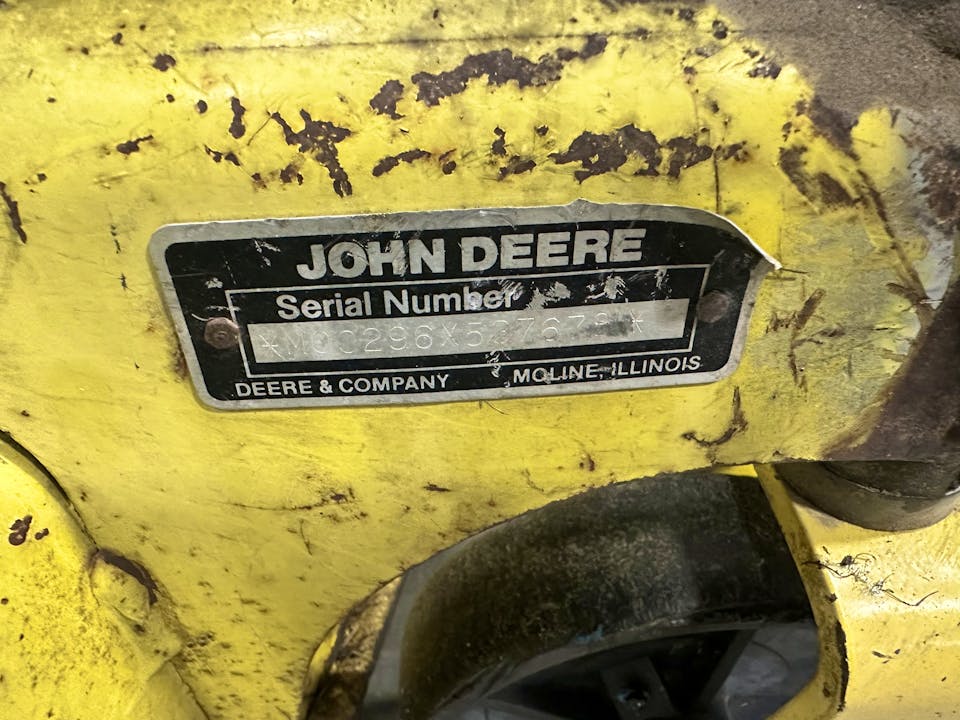 JOHN DEERE
Serial Number
DEERE & COMPANY MOLINE, ILLINOIS